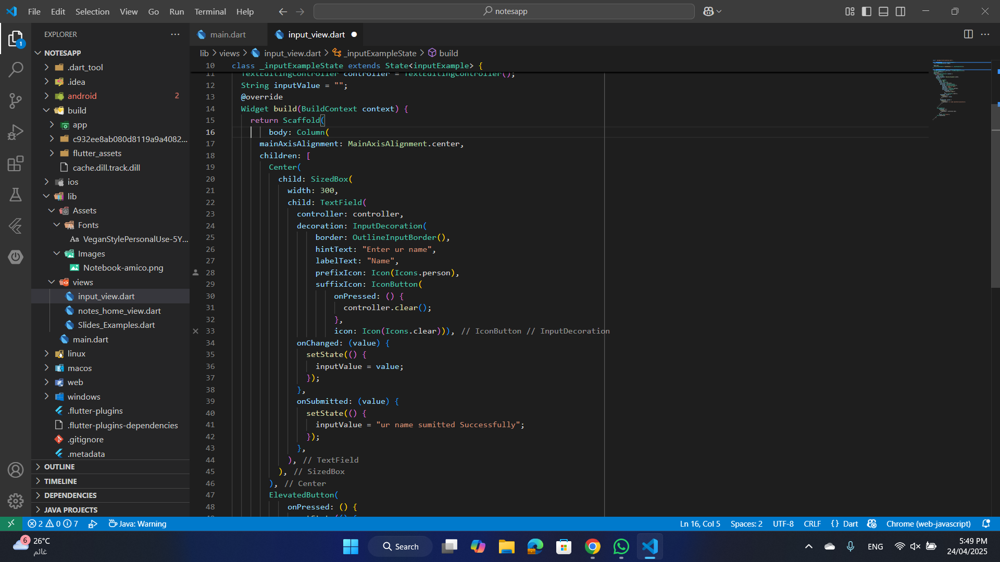 File Edit Selection View Go Run Terminal Help
notesapp
EXPLORER
1
NOTESAPP
.dart_tool
.idea
android 2
build
app
c932ee8ab080d8119a9a4082...
flutter_assets
cache.dill.track.dill
ios
lib
Assets
Fonts
Aa VeganStylePersonalUse-5Y...
Images
Notebook-amico.png
views
input_view.dart
notes_home_view.dart
Slides_Examples.dart
main.dart
linux
macos
web
windows
.flutter-plugins
.flutter-plugins-dependencies
.gitignore
.metadata
OUTLINE
TIMELINE
DEPENDENCIES
JAVA PROJECTS
main.dart input_view.dart
lib > views > input_view.dart > _inputExampleState > build
10 class _inputExampleState extends State<inputExample> {
11 TextEditingController controller = TextEditingController();
12 String inputValue = "";
13 @override
14 Widget build(BuildContext context) {
15 return Scaffold(
16 body: Column(
17 mainAxisAlignment: MainAxisAlignment.center,
18 children: [
19 Center(
20 child: SizedBox(
21 width: 300,
22 child: TextField(
23 controller: controller,
24 decoration: InputDecoration(
25 border: OutlineInputBorder(),
26 hintText: "Enter ur name",
27 labelText: "Name",
28 prefixIcon: Icon(Icons.person),
29 suffixIcon: IconButton(
30 onPressed: () {
31 controller.clear();
32 },
33 icon: Icon(Icons.clear))), // IconButton // InputDecoration
34 onChanged: (value) {
35 setState(() {
36 inputValue = value;
37 });
38 },
39 onSubmitted: (value) {
40 setState(() {
41 inputValue = "ur name sumitted Successfully";
42 });
43 },
44 ), // TextField
45 ), // SizedBox
46 ), // Center
47 ElevatedButton(
48 onPressed: () {
2 0 7 Java: Warning
Ln 16, Col 5 Spaces: 2 UTF-8 CRLF {} Dart Chrome (web-javascript)
6 26°C
غائم
Search
ENG
5:49 PM
24/04/2025